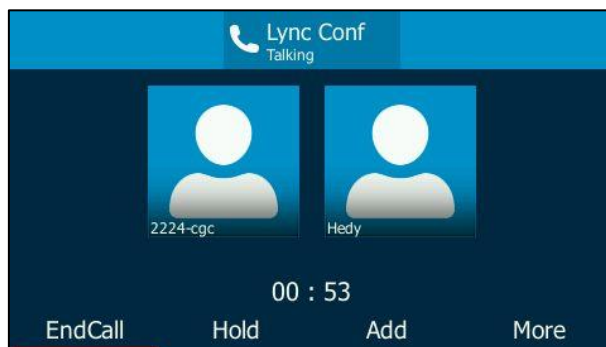 Lync Conf
Talking
2224-cgc Hedy
00 : 53
EndCall Hold Add More